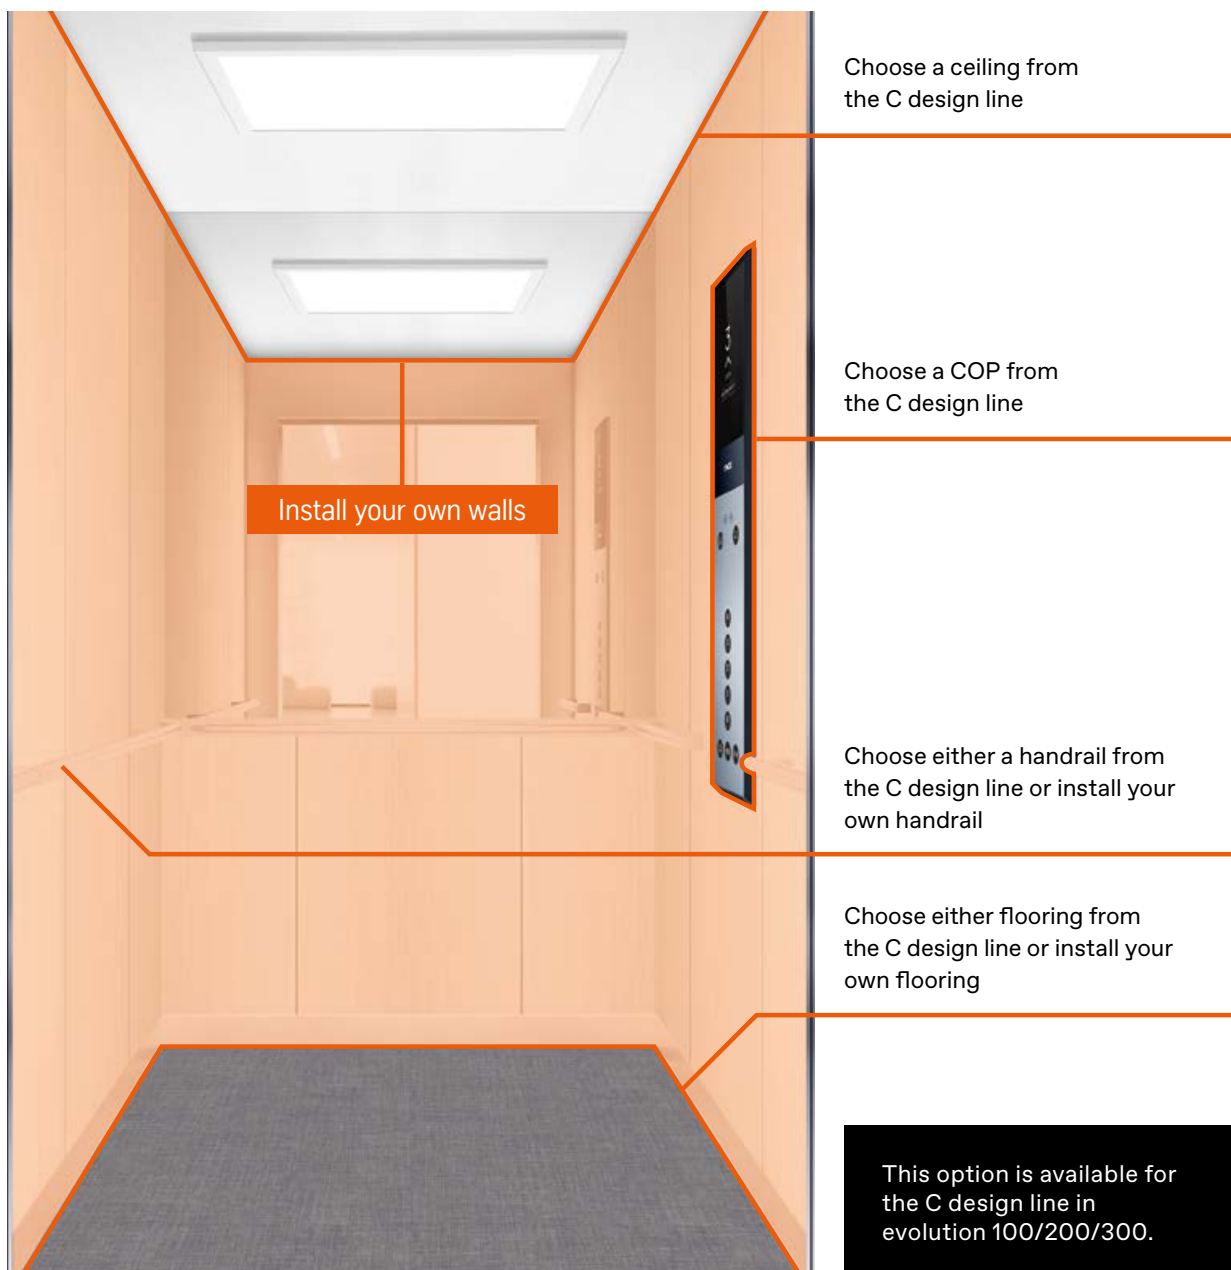 Choose a ceiling from
the C design line
Choose a COP from
the C design line
Install your own walls
Choose either a handrail from
the C design line or install your
own handrail
Choose either flooring from
the C design line or install your
own flooring
This option is available for
the C design line in
evolution 100/200/300.